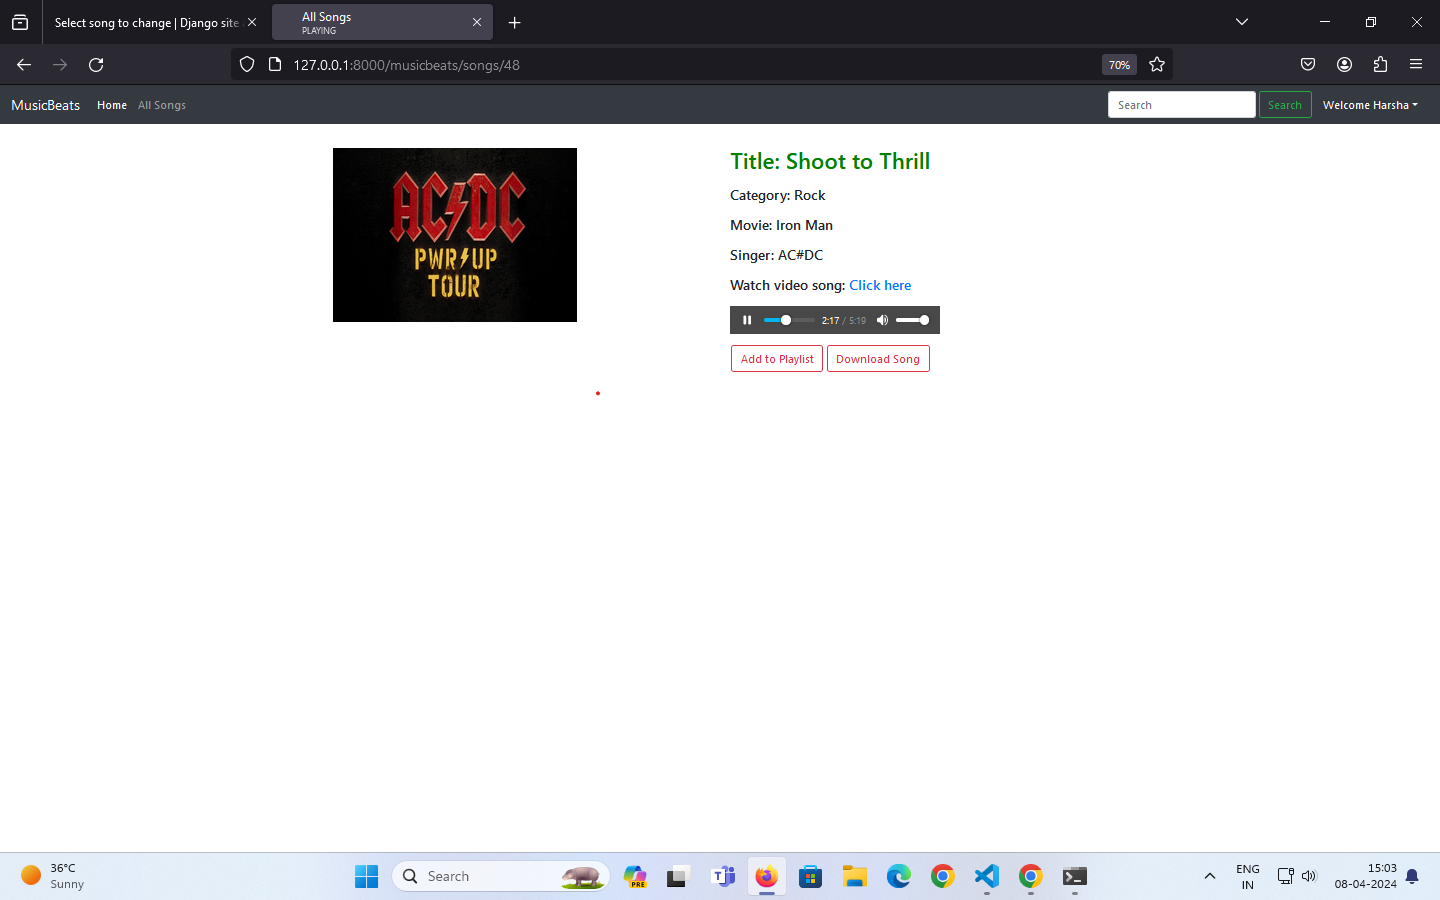 Select song to change | Django site
All Songs
PLAYING
127.0.0.1:8000/musicbeats/songs/48
70%
MusicBeats Home All Songs
Search Search Welcome Harsha
AC DC
PWR UP
TOUR
Title: Shoot to Thrill
Category: Rock
Movie: Iron Man
Singer: AC#DC
Watch video song: Click here
2:17 / 5:19
Add to Playlist Download Song
36°C
Sunny
Search
PRE
ENG
IN
15:03
08-04-2024